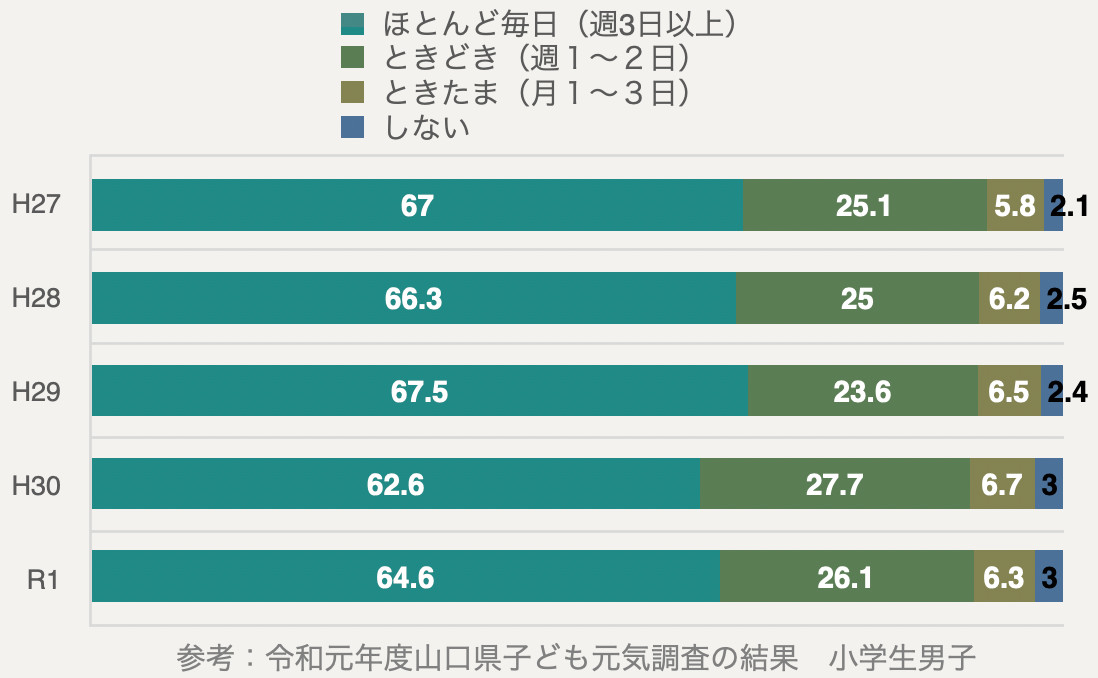 ほとんど毎日（週3日以上）
ときどき（週１〜２日）
ときたま（月１〜３日）
しない
H27 67 25.1 5.8 2.1
H28 66.3 25 6.2 2.5
H29 67.5 23.6 6.5 2.4
H30 62.6 27.7 6.7 3
R1 64.6 26.1 6.3 3
参考：令和元年度山口県子ども元気調査の結果　小学生男子